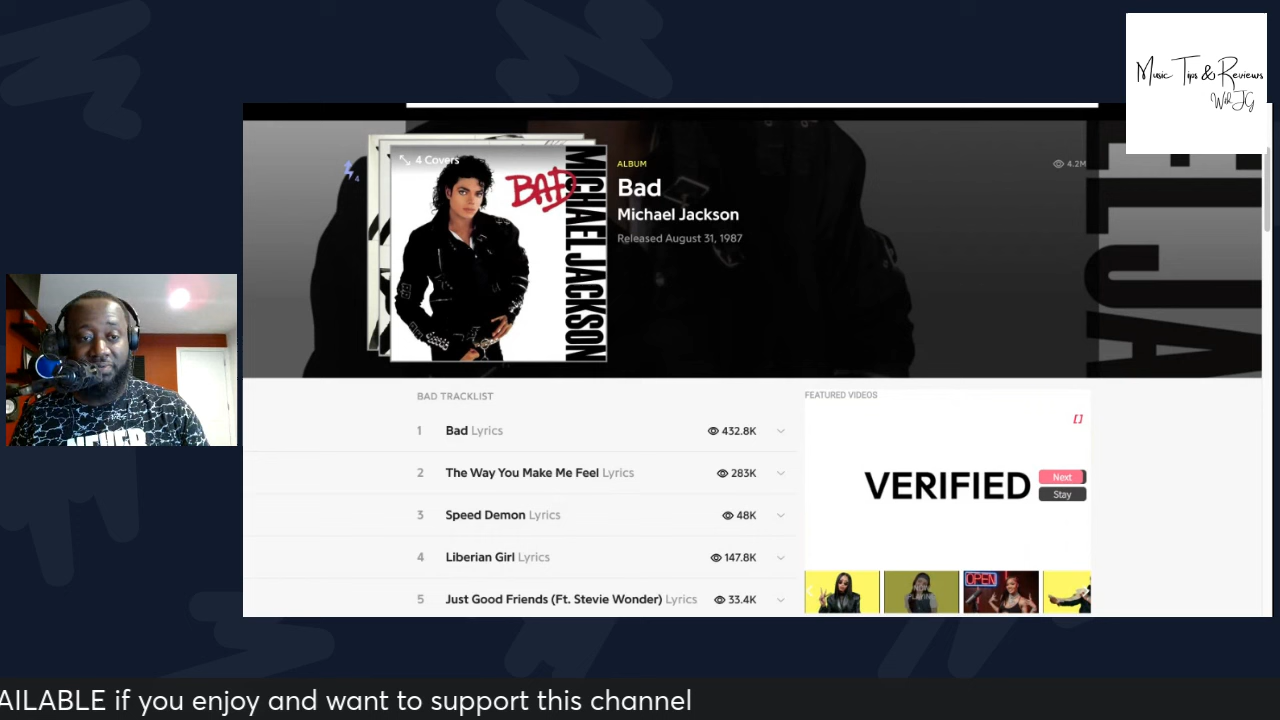 Music Tips & Reviews
With JG
4 Covers
BAD
MICHAEL JACKSON
ALBUM
Bad
Michael Jackson
Released August 31, 1987
4.2M
4
BAD TRACKLIST
1 Bad Lyrics 432.8K
2 The Way You Make Me Feel Lyrics 283K
3 Speed Demon Lyrics 48K
4 Liberian Girl Lyrics 147.8K
5 Just Good Friends (Ft. Stevie Wonder) Lyrics 33.4K
FEATURED VIDEOS
VERIFIED
Next
Stay
OPEN
NEVER
AILABLE if you enjoy and want to support this channel